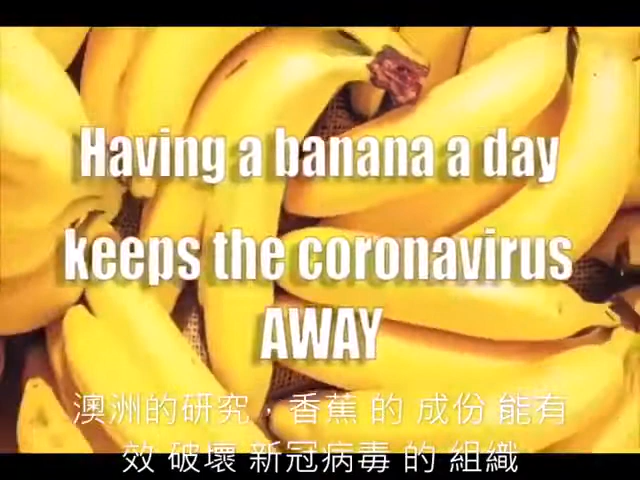 Having a banana a day
keeps the coronavirus
AWAY
澳洲的研究，香蕉 的 成份 能有
效 破壞 新冠病毒 的 組織